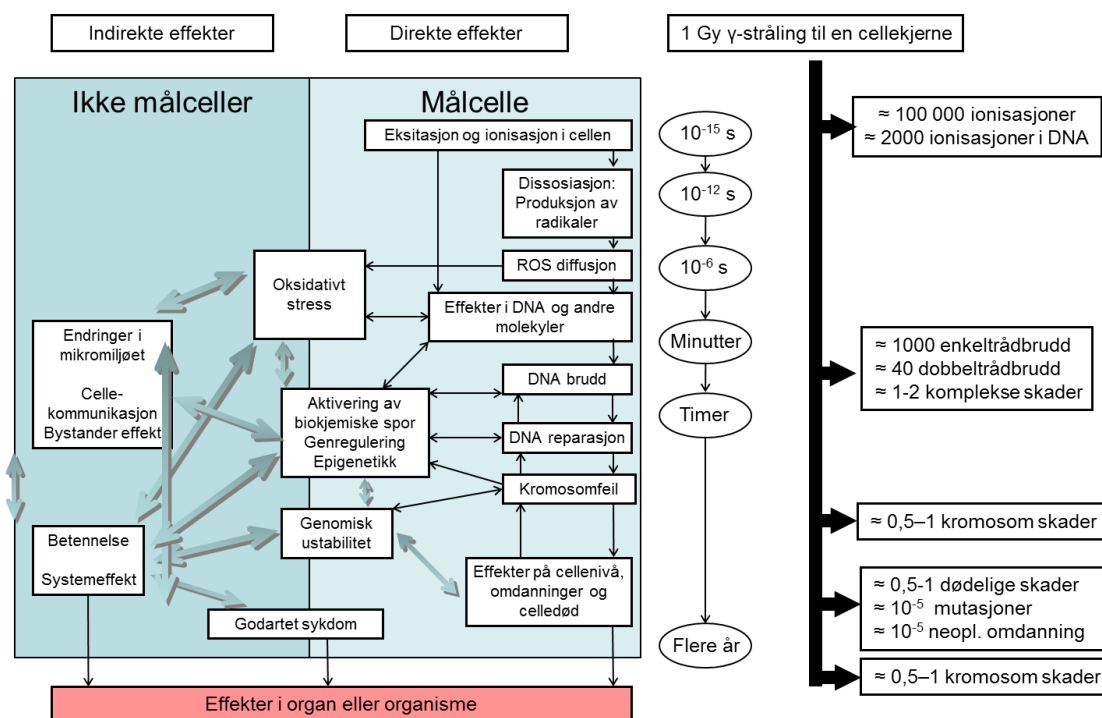 Indirekte effekter
Direkte effekter
1 Gy γ-stråling til en cellekjerne
Ikke målceller
Målcelle
Eksitasjon og ionisasjon i cellen
Dissosiasjon:
Produksjon av
radikaler
ROS diffusjon
Oksidativt
stress
Effekter i DNA og andre
molekyler
Endringer i
mikromiljøet
Celle-
kommunikasjon
Bystander effekt
DNA brudd
Aktivering av
biokjemiske spor
Genregulering
Epigenetikk
DNA reparasjon
Kromosomfeil
Genomisk
ustabilitet
Betennelse
Systemeffekt
Effekter på cellenivå,
omdanninger og
celledød
Godartet sykdom
Effekter i organ eller organisme
10⁻¹⁵ s
10⁻¹² s
10⁻⁶ s
Minutter
Timer
Flere år
≈ 100 000 ionisasjoner
≈ 2000 ionisasjoner i DNA
≈ 1000 enkeltrådbrudd
≈ 40 dobbeltrådbrudd
≈ 1-2 komplekse skader
≈ 0,5–1 kromosom skader
≈ 0,5-1 dødelige skader
≈ 10⁻⁵ mutasjoner
≈ 10⁻⁵ neopl. omdanning
≈ 0,5–1 kromosom skader